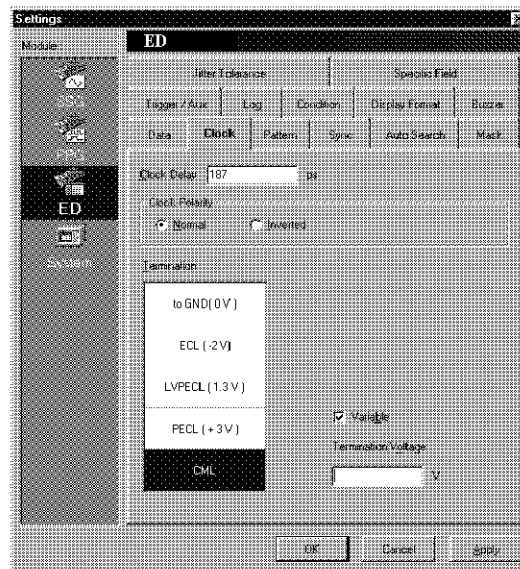 Settings
Module:
ED
SSG
PPG
ED
System
Jitter Tolerance
Specific Field
Trigger / Aux
Log
Condition
Display Format
Buzzer
Data
Clock
Pattern
Sync
Auto Search
Mask
Clock Delay
187
ps
Clock Polarity
Normal
Inverted
Termination
to GND( 0 V )
ECL ( -2 V)
LVPECL ( 1.3 V )
PECL ( + 3 V )
CML
Variable
Termination Voltage
V
OK
Cancel
Apply